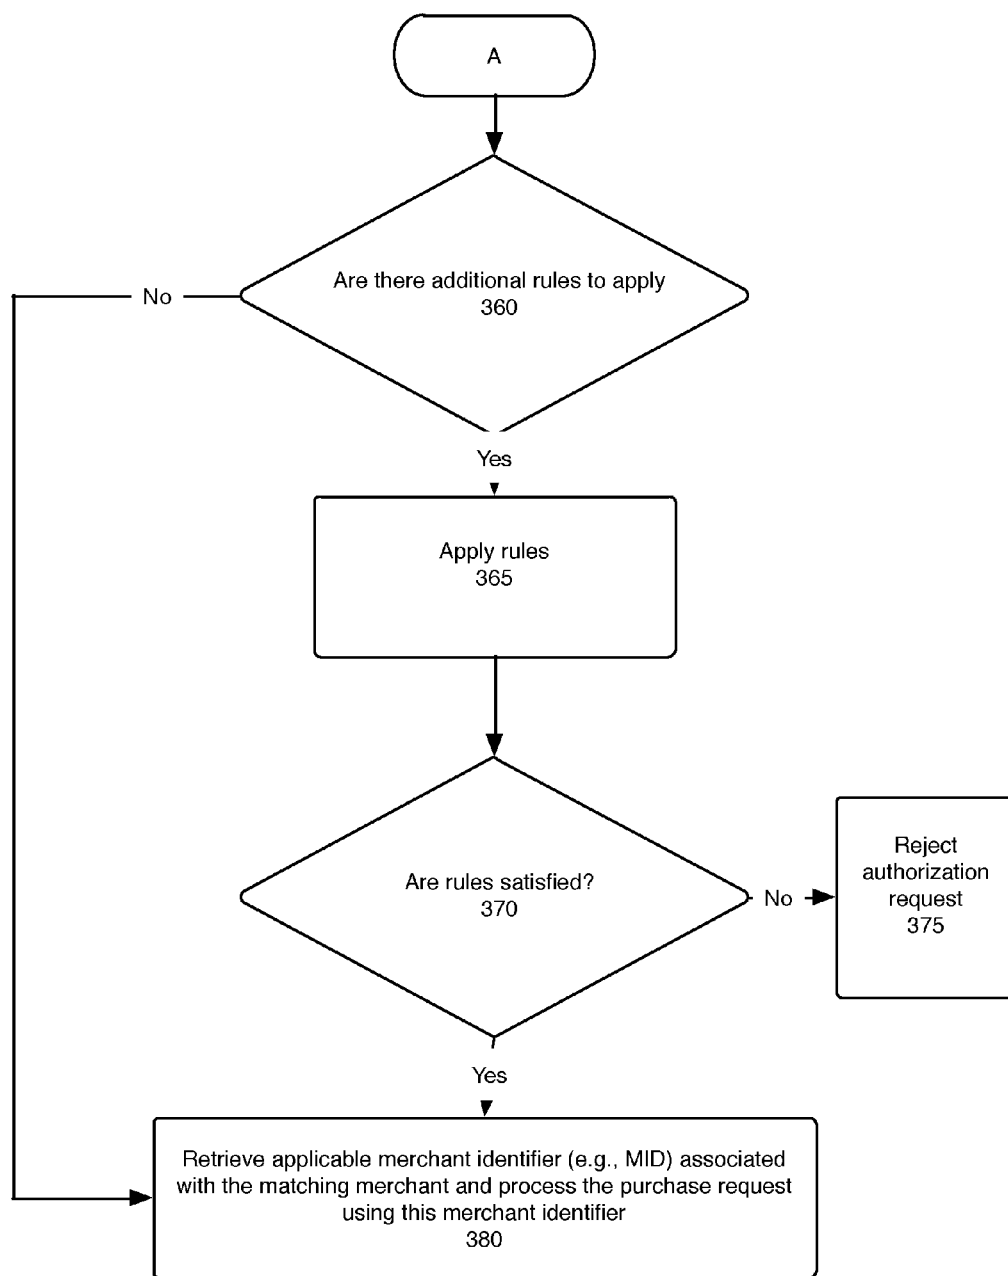 A
Are there additional rules to apply
360
No
Yes
Apply rules
365
Are rules satisfied?
370
No
Reject
authorization
request
375
Yes
Retrieve applicable merchant identifier (e.g., MID) associated
with the matching merchant and process the purchase request
using this merchant identifier
380